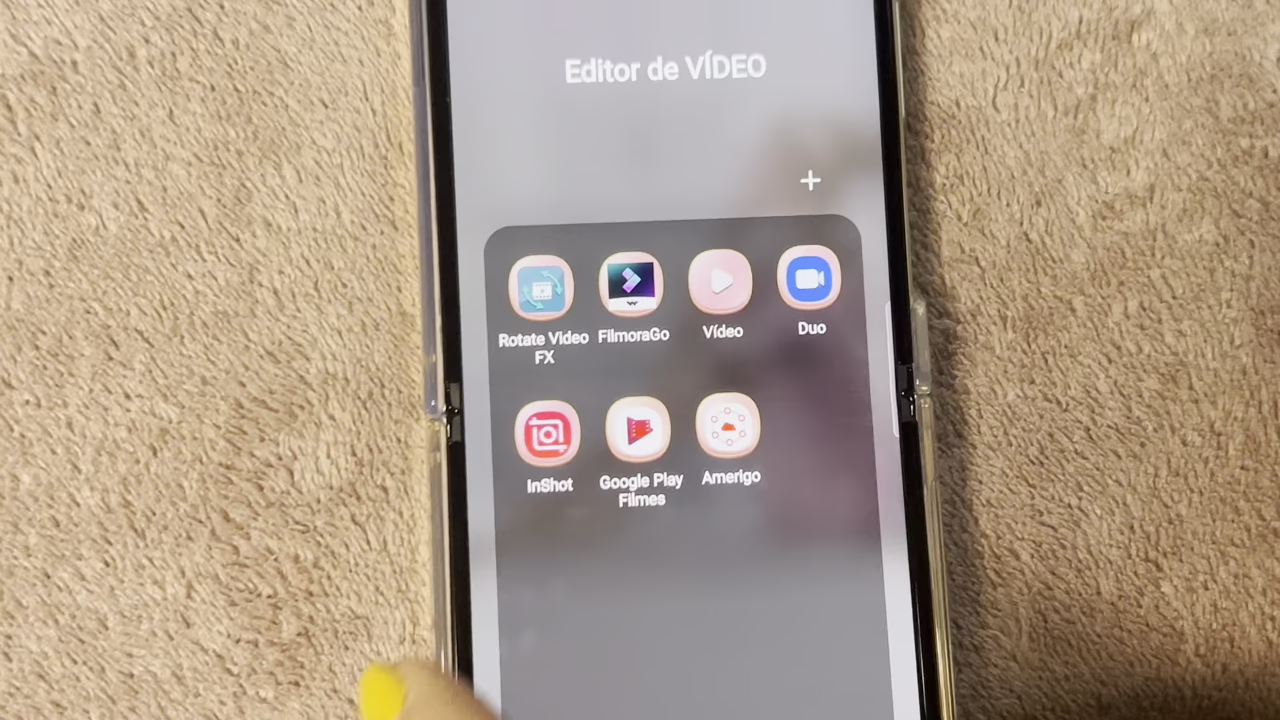 Editor de VÍDEO
+
Rotate Video
FX
FilmoraGo
Vídeo
Duo
InShot
Google Play
Filmes
Amerigo